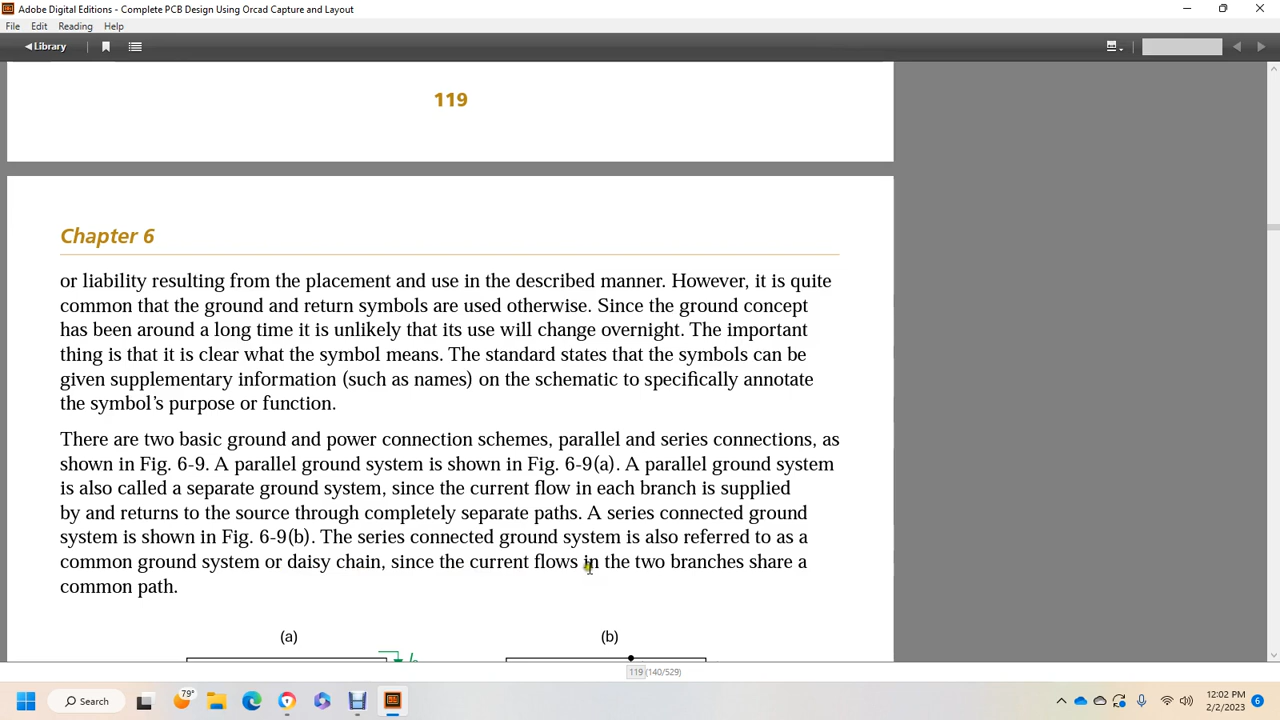 Adobe Digital Editions - Complete PCB Design Using Orcad Capture and Layout
File Edit Reading Help
Library
119
Chapter 6
or liability resulting from the placement and use in the described manner. However, it is quite
common that the ground and return symbols are used otherwise. Since the ground concept
has been around a long time it is unlikely that its use will change overnight. The important
thing is that it is clear what the symbol means. The standard states that the symbols can be
given supplementary information (such as names) on the schematic to specifically annotate
the symbol's purpose or function.
There are two basic ground and power connection schemes, parallel and series connections, as
shown in Fig. 6-9. A parallel ground system is shown in Fig. 6-9(a). A parallel ground system
is also called a separate ground system, since the current flow in each branch is supplied
by and returns to the source through completely separate paths. A series connected ground
system is shown in Fig. 6-9(b). The series connected ground system is also referred to as a
common ground system or daisy chain, since the current flows in the two branches share a
common path.
(a) (b)
119 (140/529)
79°
Search
12:02 PM
2/2/2023
6